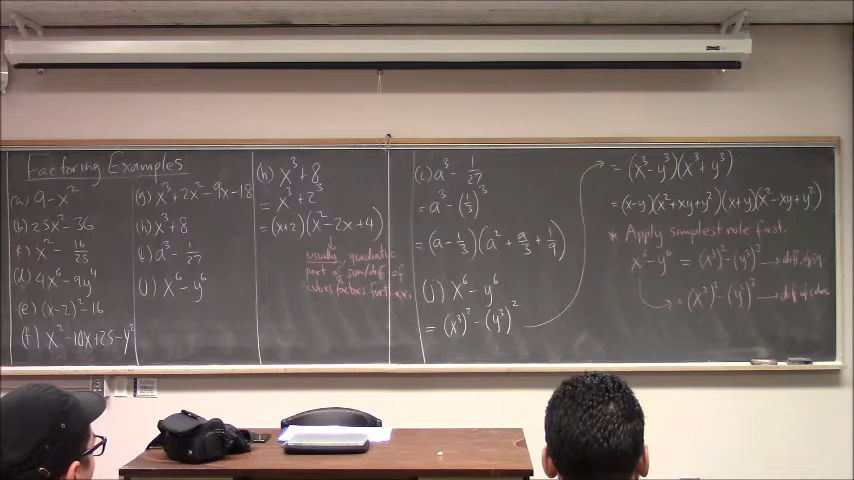 Factoring Examples
(a) 9 - x²
(b) 25x² - 36
(c) x² - 16/25
(d) 4x⁶ - 9y⁴
(e) (x-2)² - 16
(f) x² - 10x + 25 - y²
(g) x³ + 2x² - 9x - 18
(h) x³ + 8
(i) a³ - 1/27
(j) x⁶ - y⁶
(h) x³ + 8
= x³ + 2³
= (x+2)(x² - 2x + 4)
usually, quadratic
part of sum/dif of
cubes factors further.
(i) a³ - 1/27
= a³ - (1/3)³
= (a - 1/3)(a² + a/3 + 1/9)
(j) x⁶ - y⁶
= (x³)² - (y³)²
= (x³ - y³)(x³ + y³)
= (x-y)(x² + xy + y²)(x+y)(x² - xy + y²)
* Apply simplest rule first.
x⁶ - y⁶ = (x³)² - (y³)² → diff. of sq.
= (x²)³ - (y²)³ → diff of cubes